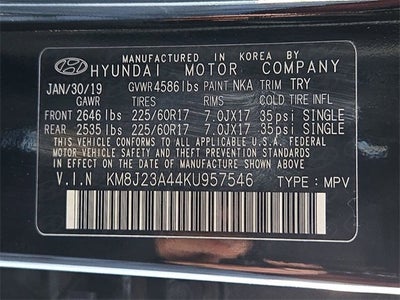 MANUFACTURED IN KOREA BY
HYUNDAI MOTOR COMPANY
JAN/30/19 GVWR 4586 lbs PAINT NKA TRIM TRY
GAWR TIRES RIMS COLD TIRE INFL
FRONT 2646 lbs 225/60R17 7.0JX17 35psi SINGLE
REAR 2535 lbs 225/60R17 7.0JX17 35psi SINGLE
THIS VEHICLE CONFORMS TO ALL APPLICABLE U.S.A. FEDERAL
MOTOR VEHICLE SAFETY, BUMPER, AND THEFT PREVENTION
STANDARDS IN EFFECT ON THE DATE OF MANUFACTURE SHOWN
ABOVE
V.I.N KM8J23A44KU957546 TYPE : MPV